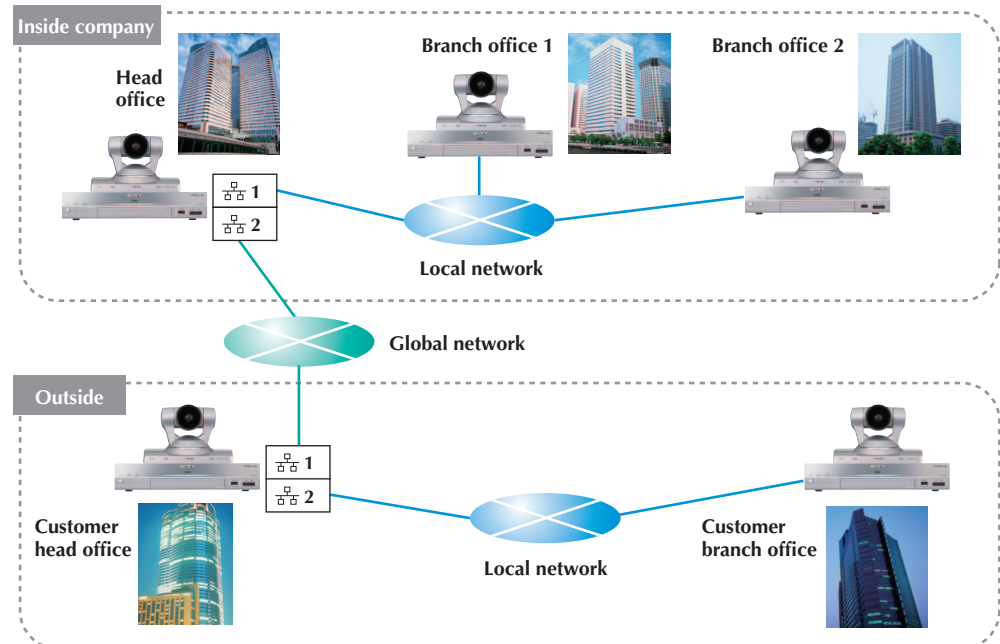 Inside company
Head
office
Branch office 1
Branch office 2
1
2
Local network
Global network
Outside
1
2
Customer
head office
Local network
Customer
branch office